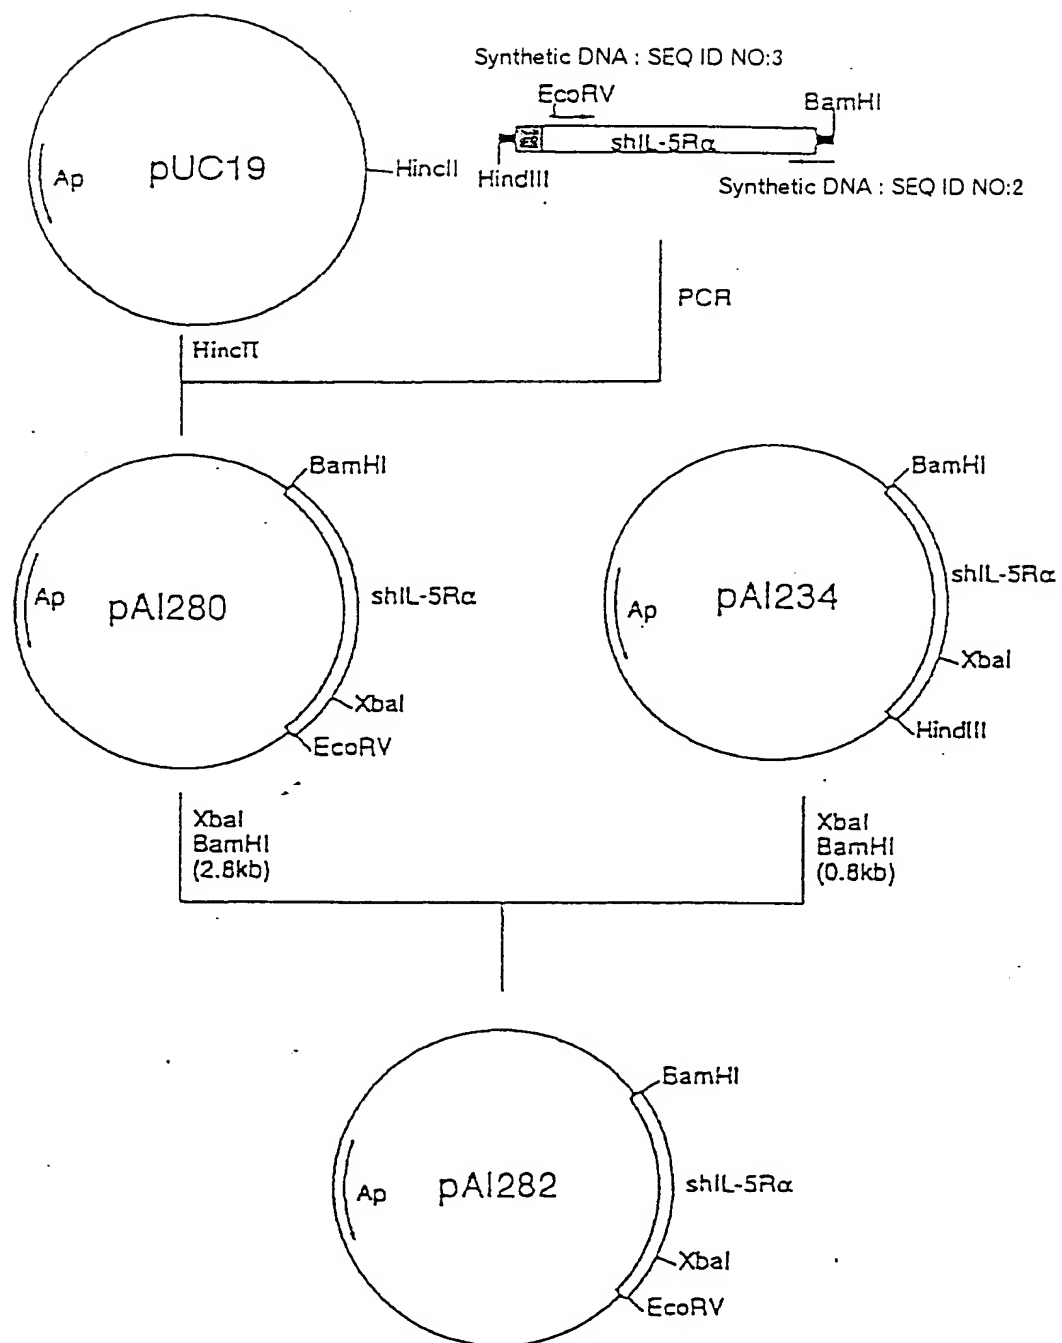 Synthetic DNA : SEQ ID NO:3
EcoRV
BamHI
shIL-5Rα
HindIII
Synthetic DNA : SEQ ID NO:2
Ap
pUC19
HincII
PCR
HincII
BamHI
Ap
pAI280
shIL-5Rα
XbaI
EcoRV
BamHI
Ap
pAI234
shIL-5Rα
XbaI
HindIII
XbaI
BamHI
(2.8kb)
XbaI
BamHI
(0.8kb)
BamHI
Ap
pAI282
shIL-5Rα
XbaI
EcoRV